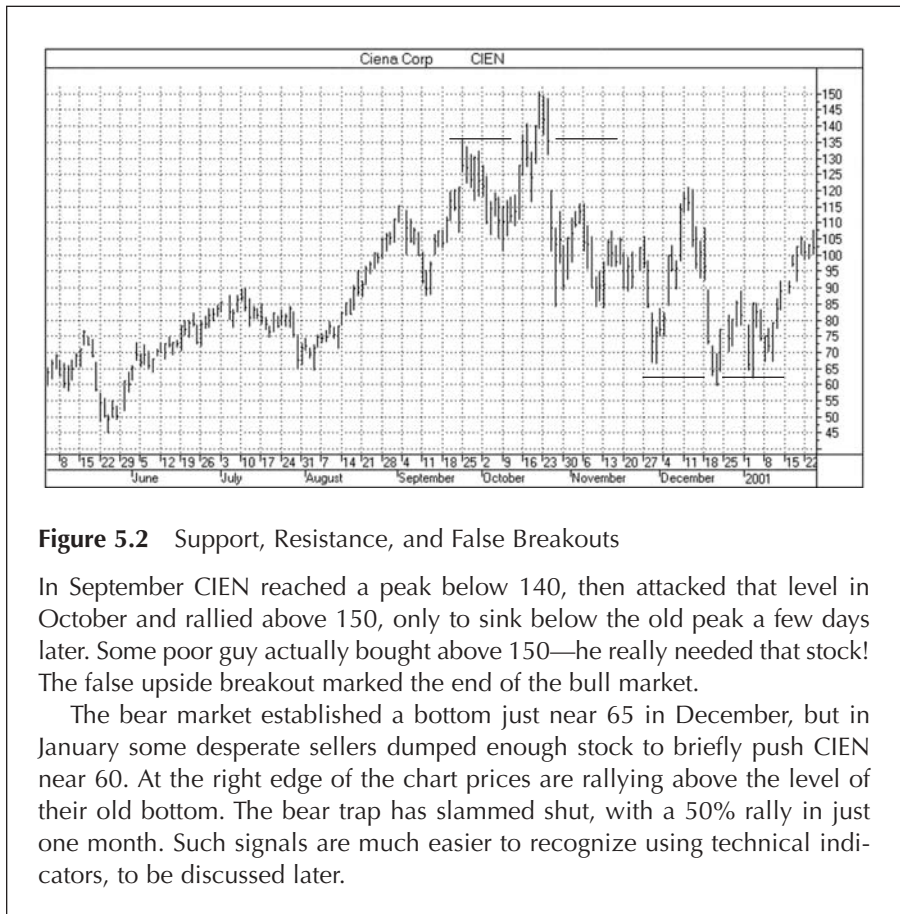 Ciena Corp CIEN
150
145
140
135
130
125
120
115
110
105
100
95
90
85
80
75
70
65
60
55
50
45
8 15 22 29 5 12 19 26 3 10 17 24 31 7 14 21 28 4 11 18 25 2 9 16 23 30 6 13 20 27 4 11 18 25 1 8 15 22
June July August September October November December 2001
Figure 5.2 Support, Resistance, and False Breakouts
In September CIEN reached a peak below 140, then attacked that level in
October and rallied above 150, only to sink below the old peak a few days
later. Some poor guy actually bought above 150—he really needed that stock!
The false upside breakout marked the end of the bull market.
The bear market established a bottom just near 65 in December, but in
January some desperate sellers dumped enough stock to briefly push CIEN
near 60. At the right edge of the chart prices are rallying above the level of
their old bottom. The bear trap has slammed shut, with a 50% rally in just
one month. Such signals are much easier to recognize using technical indi-
cators, to be discussed later.